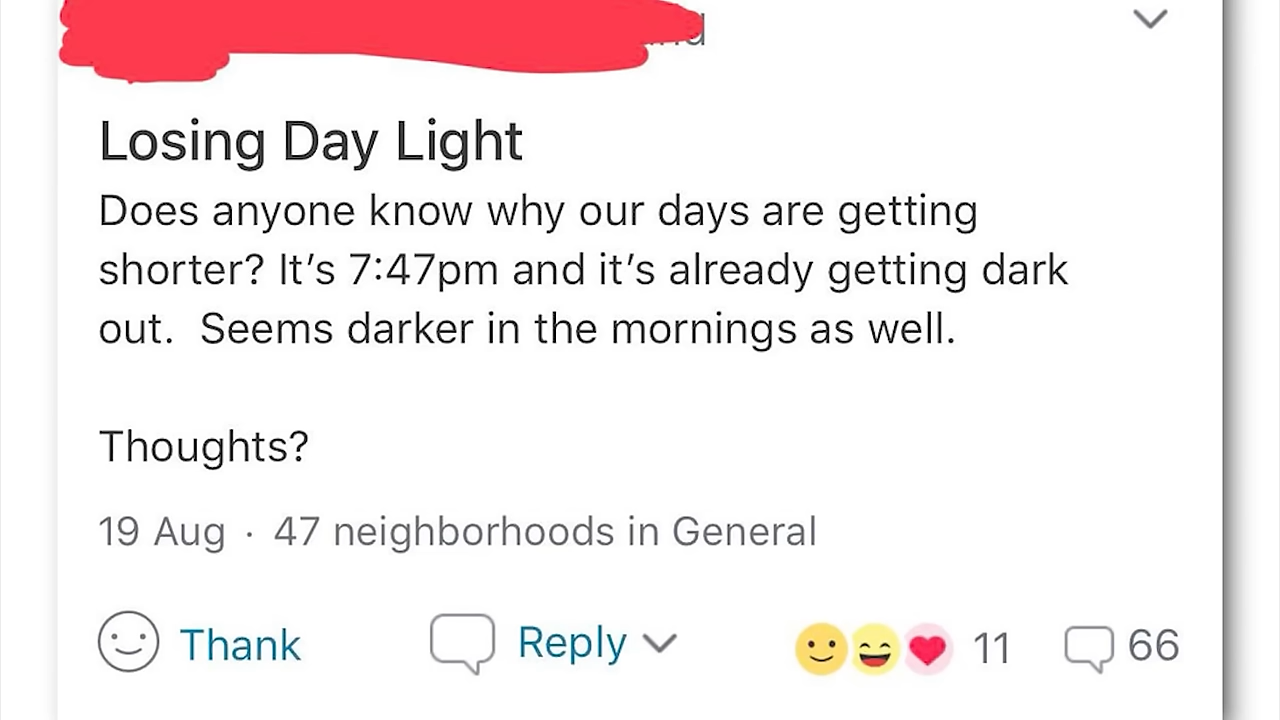 Losing Day Light
Does anyone know why our days are getting
shorter? It's 7:47pm and it's already getting dark
out.  Seems darker in the mornings as well.
Thoughts?
19 Aug · 47 neighborhoods in General
Thank
Reply
11
66